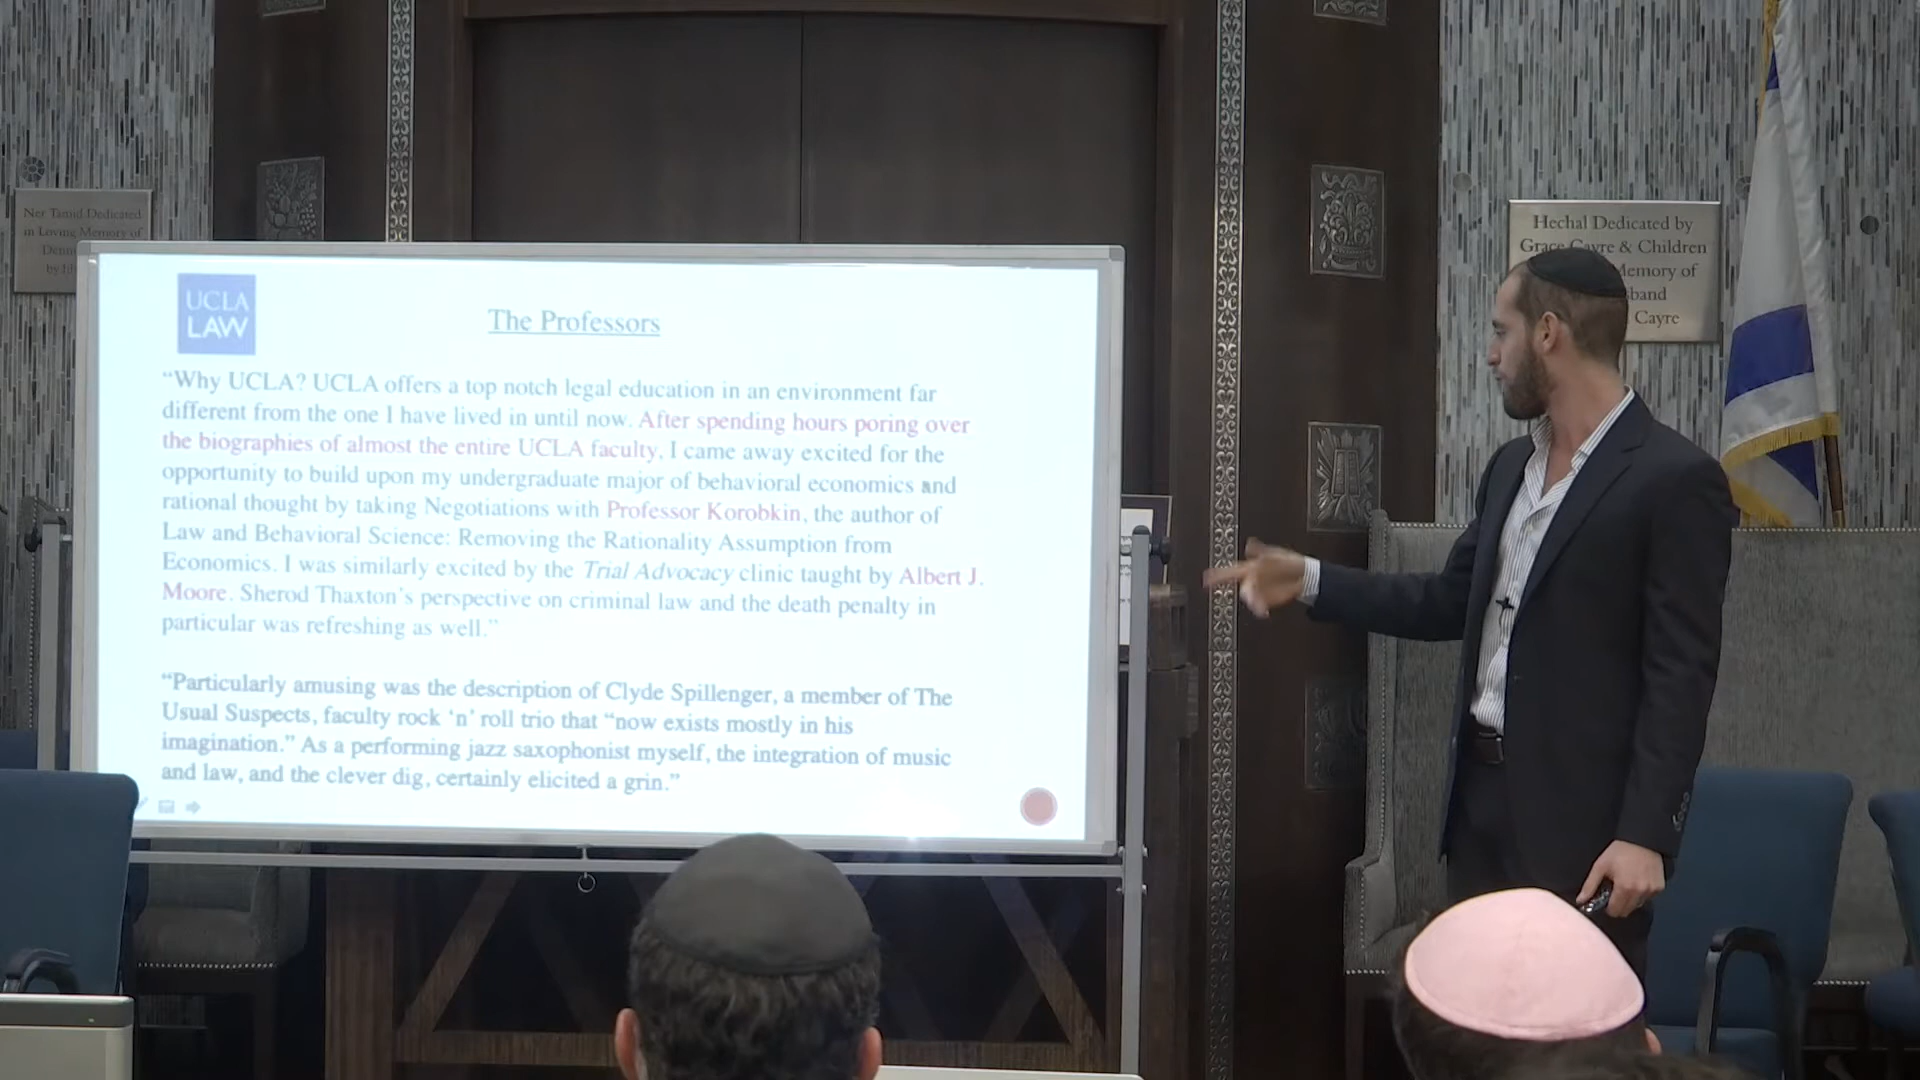 Ner Tamid Dedicated
in Loving Memory of
Hechal Dedicated by
Grace Cayre & Children
Memory of
Cayre
UCLA
LAW
The Professors
“Why UCLA? UCLA offers a top notch legal education in an environment far
different from the one I have lived in until now. After spending hours poring over
the biographies of almost the entire UCLA faculty, I came away excited for the
opportunity to build upon my undergraduate major of behavioral economics and
rational thought by taking Negotiations with Professor Korobkin, the author of
Law and Behavioral Science: Removing the Rationality Assumption from
Economics. I was similarly excited by the Trial Advocacy clinic taught by Albert J.
Moore. Sherod Thaxton's perspective on criminal law and the death penalty in
particular was refreshing as well.”
“Particularly amusing was the description of Clyde Spillenger, a member of The
Usual Suspects, faculty rock ‘n’ roll trio that “now exists mostly in his
imagination.” As a performing jazz saxophonist myself, the integration of music
and law, and the clever dig, certainly elicited a grin.”